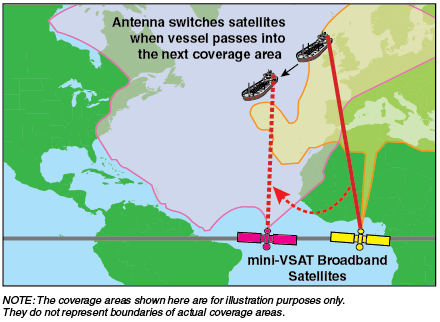 Antenna switches satellites
when vessel passes into
the next coverage area
mini-VSAT Broadband
Satellites
NOTE: The coverage areas shown here are for illustration purposes only.
They do not represent boundaries of actual coverage areas.